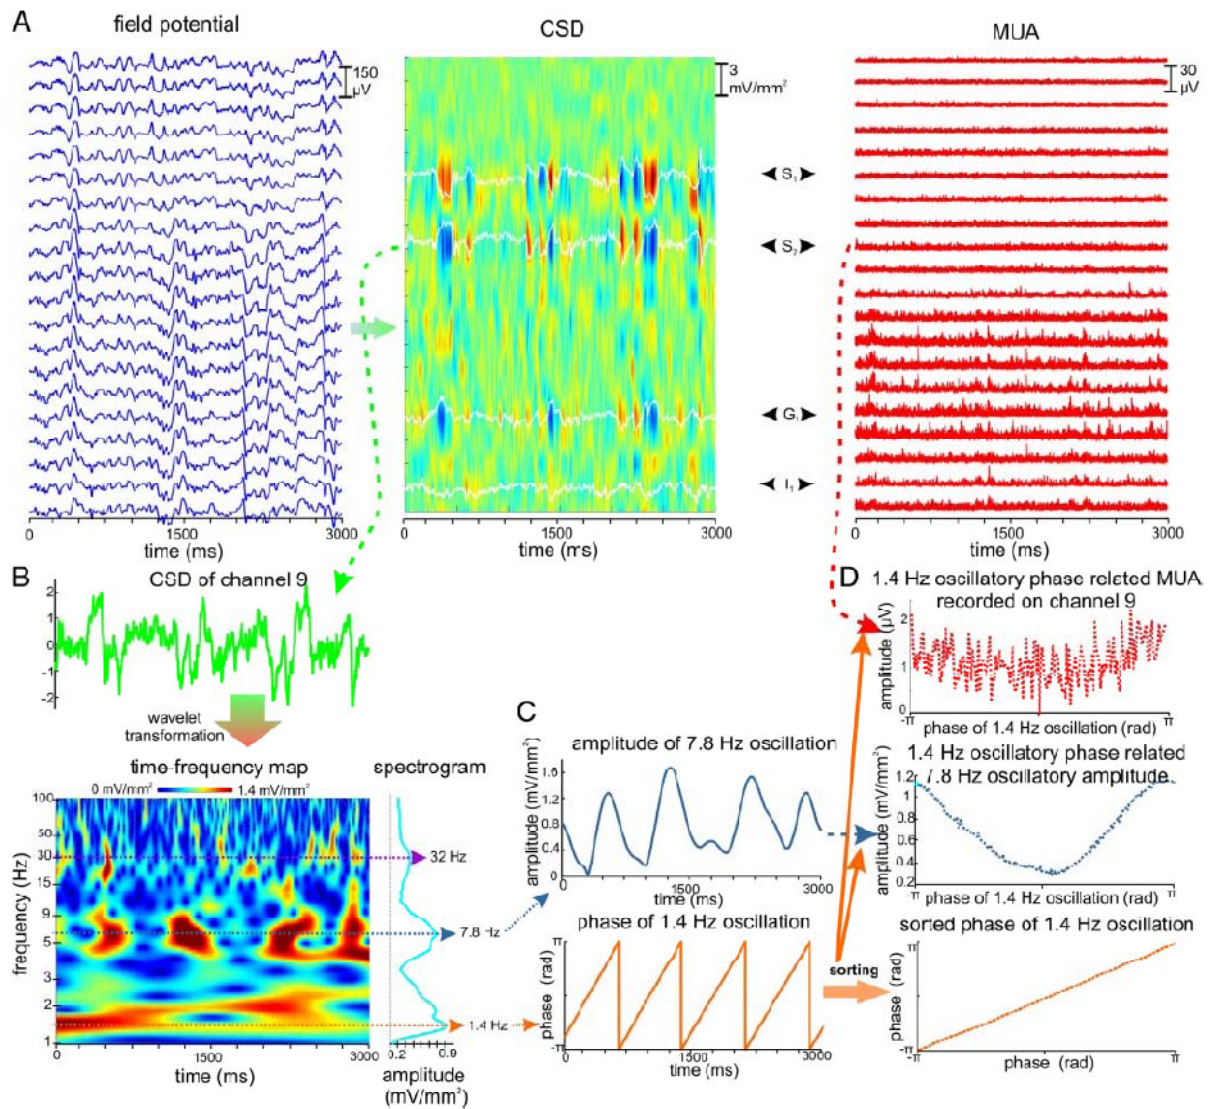 A
field potential
CSD
MUA
150
µV
3
mV/mm²
30
µV
S₁
S₂
G₁
I₁
0 1500 3000
time (ms)
0 1500 3000
time (ms)
0 1500 3000
time (ms)
B
CSD of channel 9
2
1
0
-1
-2
wavelet
transformation
time-frequency map
0 mV/mm² 1.4 mV/mm²
spectrogram
frequency (Hz)
100
50
30
15
9
5
3
2
1
0 1500 3000
time (ms)
32 Hz
7.8 Hz
1.4 Hz
0.2 0.9
amplitude
(mV/mm²)
C
amplitude of 7.8 Hz oscillation
amplitude (mV/mm²)
1.6
1.2
0.8
0.4
0
0 1500 3000
time (ms)
phase of 1.4 Hz oscillation
phase (rad)
π
-π
0 1500 3000
time (ms)
sorting
D
1.4 Hz oscillatory phase related MUA
recorded on channel 9
amplitude (µV)
2
1
0
-π π
phase of 1.4 Hz oscillation (rad)
1.4 Hz oscillatory phase related
7.8 Hz oscillatory amplitude
amplitude (mV/mm²)
1.2
1
0.8
0.6
0.4
0.2
-π π
phase of 1.4 Hz oscillation (rad)
sorted phase of 1.4 Hz oscillation
phase (rad)
π
-π
-π π
phase (rad)